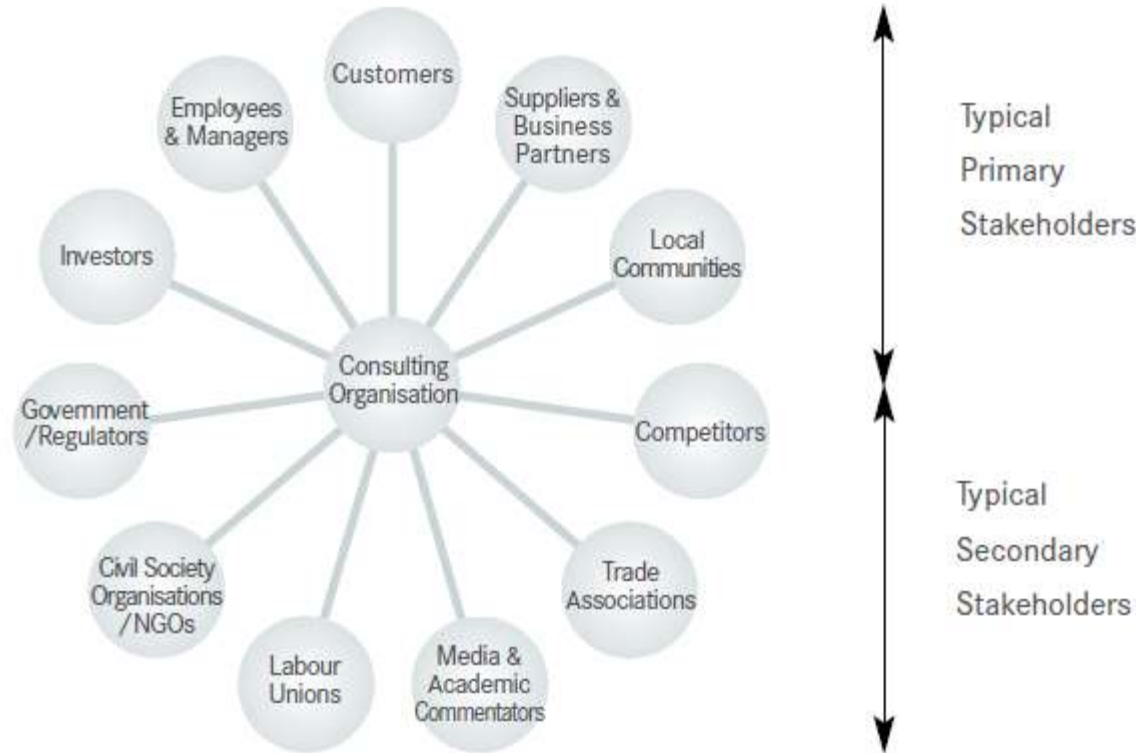 Customers
Employees
& Managers
Suppliers &
Business
Partners
Investors
Local
Communities
Consulting
Organisation
Government
/Regulators
Competitors
Civil Society
Organisations
/NGOs
Trade
Associations
Labour
Unions
Media &
Academic
Commentators
Typical
Primary
Stakeholders
Typical
Secondary
Stakeholders